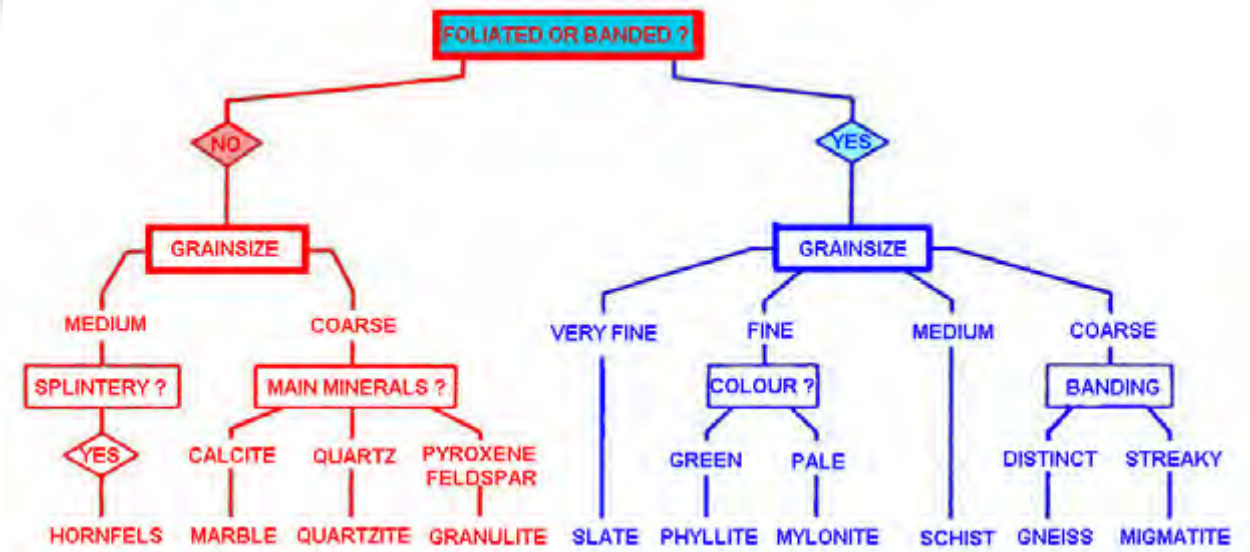 FOLIATED OR BANDED ?
NO
YES
GRAINSIZE
GRAINSIZE
MEDIUM
COARSE
VERY FINE
FINE
MEDIUM
COARSE
SPLINTERY ?
MAIN MINERALS ?
COLOUR ?
BANDING
YES
CALCITE
QUARTZ
PYROXENE
FELDSPAR
GREEN
PALE
DISTINCT
STREAKY
HORNFELS
MARBLE
QUARTZITE
GRANULITE
SLATE
PHYLLITE
MYLONITE
SCHIST
GNEISS
MIGMATITE